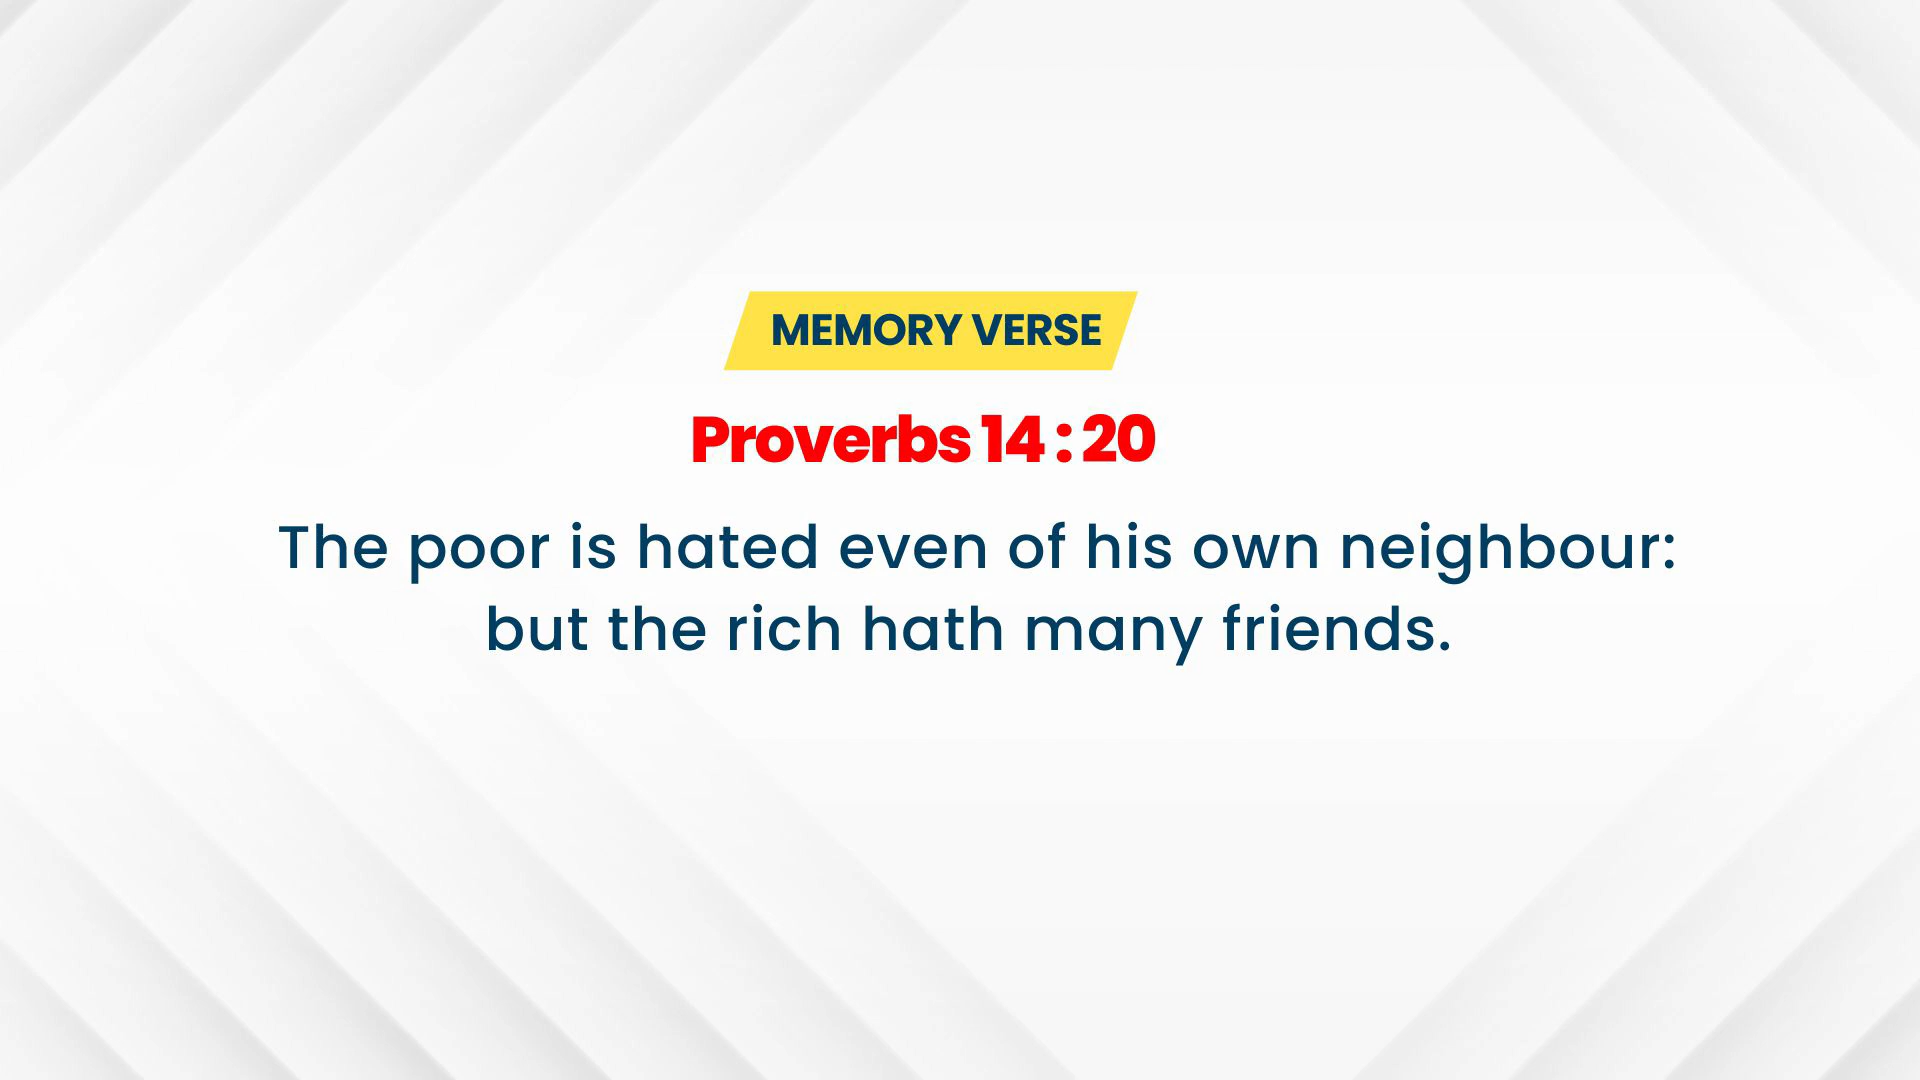 MEMORY VERSE
Proverbs 14 : 20
The poor is hated even of his own neighbour:
but the rich hath many friends.